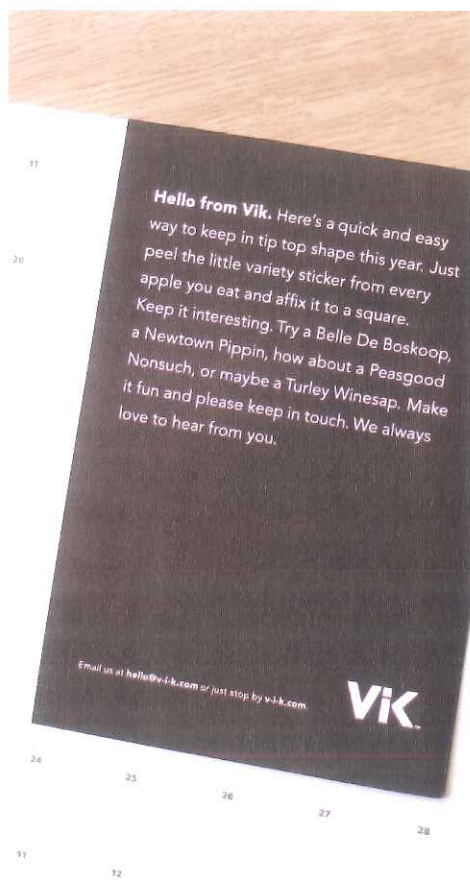 11
20
Hello from Vik. Here's a quick and easy
way to keep in tip top shape this year. Just
peel the little variety sticker from every
apple you eat and affix it to a square.
Keep it interesting. Try a Belle De Boskoop,
a Newtown Pippin, how about a Peasgood
Nonsuch, or maybe a Turley Winesap. Make
it fun and please keep in touch. We always
love to hear from you.
Email us at hello@v-i-k.com or just stop by v-i-k.com
ViK™
24 25 26 27 28
11 12